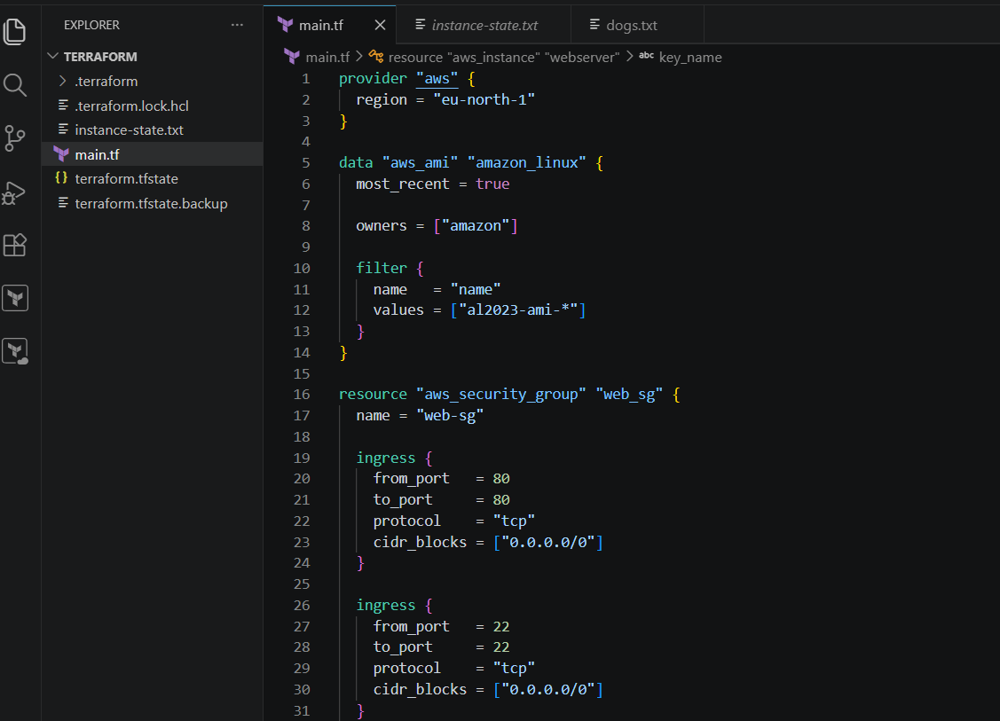 EXPLORER ...
TERRAFORM
.terraform
.terraform.lock.hcl
instance-state.txt
main.tf
terraform.tfstate
terraform.tfstate.backup
main.tf
instance-state.txt
dogs.txt
main.tf > resource "aws_instance" "webserver" > abc key_name
1 provider "aws" {
2 region = "eu-north-1"
3 }
4
5 data "aws_ami" "amazon_linux" {
6 most_recent = true
7
8 owners = ["amazon"]
9
10 filter {
11 name = "name"
12 values = ["al2023-ami-*"]
13 }
14 }
15
16 resource "aws_security_group" "web_sg" {
17 name = "web-sg"
18
19 ingress {
20 from_port = 80
21 to_port = 80
22 protocol = "tcp"
23 cidr_blocks = ["0.0.0.0/0"]
24 }
25
26 ingress {
27 from_port = 22
28 to_port = 22
29 protocol = "tcp"
30 cidr_blocks = ["0.0.0.0/0"]
31 }